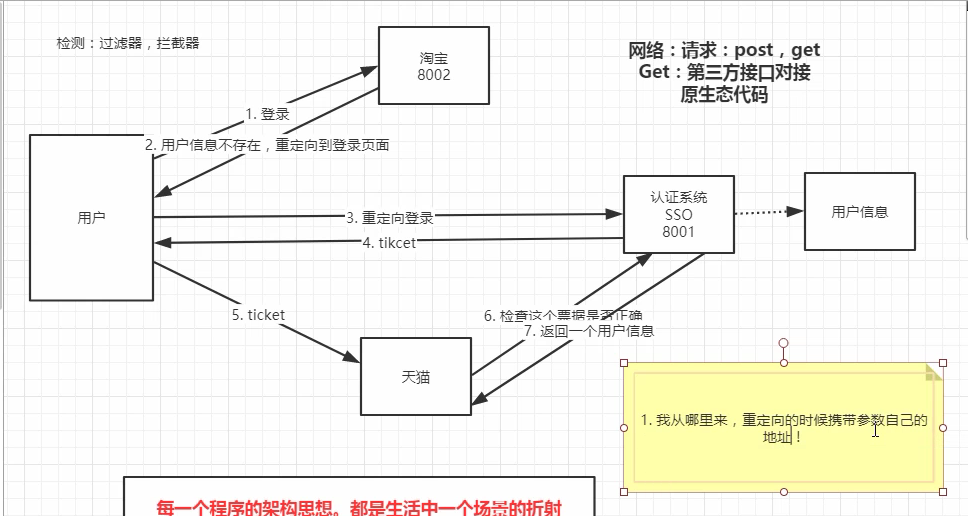 检测：过滤器，拦截器
淘宝
8002
网络：请求：post，get
Get：第三方接口对接
原生态代码
1. 登录
2. 用户信息不存在，重定向到登录页面
用户
3. 重定向登录
4. tikcet
认证系统
SSO
8001
用户信息
5. ticket
6. 检查这个票据是否正确
7. 返回一个用户信息
天猫
1. 我从哪里来，重定向的时候携带参数自己的
地址！
每一个程序的架构思想。都是生活中一个场景的折射